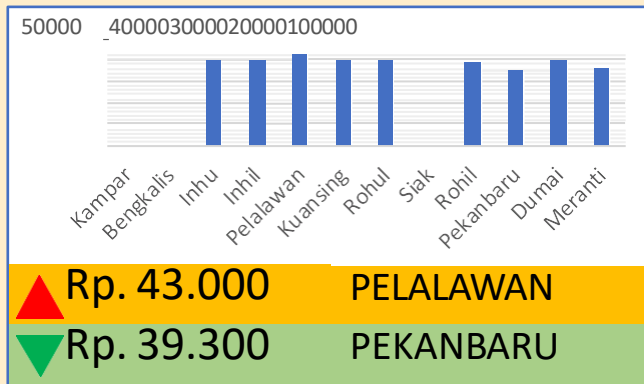 50000 _400003000020000100000
Kampar
Bengkalis
Inhu
Inhil
Pelalawan
Kuansing
Rohul
Siak
Rohil
Pekanbaru
Dumai
Meranti
Rp. 43.000 PELALAWAN
Rp. 39.300 PEKANBARU